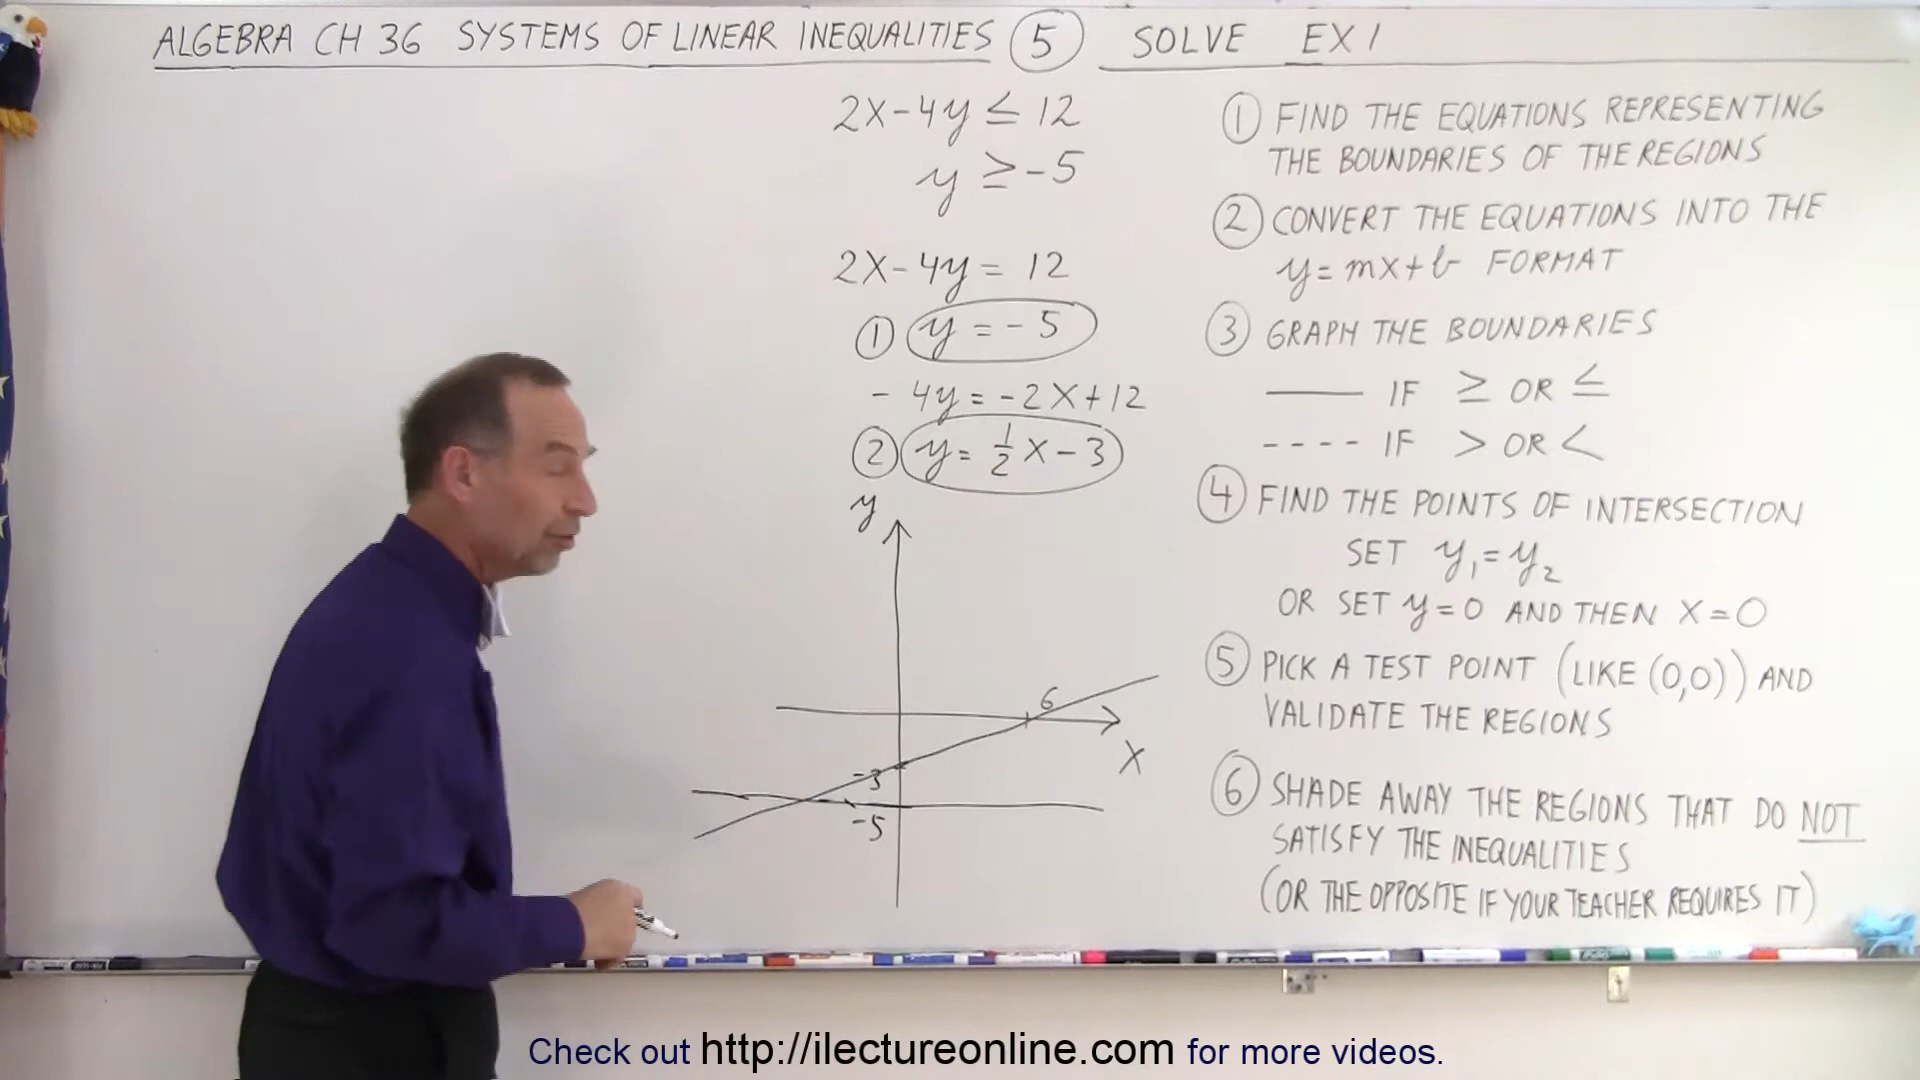 ALGEBRA CH 36 SYSTEMS OF LINEAR INEQUALITIES 5 SOLVE EX 1
2X-4y ≤ 12
y ≥ -5
2X-4y = 12
1 y = -5
-4y = -2X+12
2 y = 1/2 X - 3
y
6
X
-3
-5
1 FIND THE EQUATIONS REPRESENTING
THE BOUNDARIES OF THE REGIONS
2 CONVERT THE EQUATIONS INTO THE
y = mx + b FORMAT
3 GRAPH THE BOUNDARIES
—— IF ≥ OR ≤
---- IF > OR <
4 FIND THE POINTS OF INTERSECTION
SET y₁ = y₂
OR SET y = 0 AND THEN X = 0
5 PICK A TEST POINT (LIKE (0,0)) AND
VALIDATE THE REGIONS
6 SHADE AWAY THE REGIONS THAT DO NOT
SATISFY THE INEQUALITIES
(OR THE OPPOSITE IF YOUR TEACHER REQUIRES IT)
Check out http://ilectureonline.com for more videos.